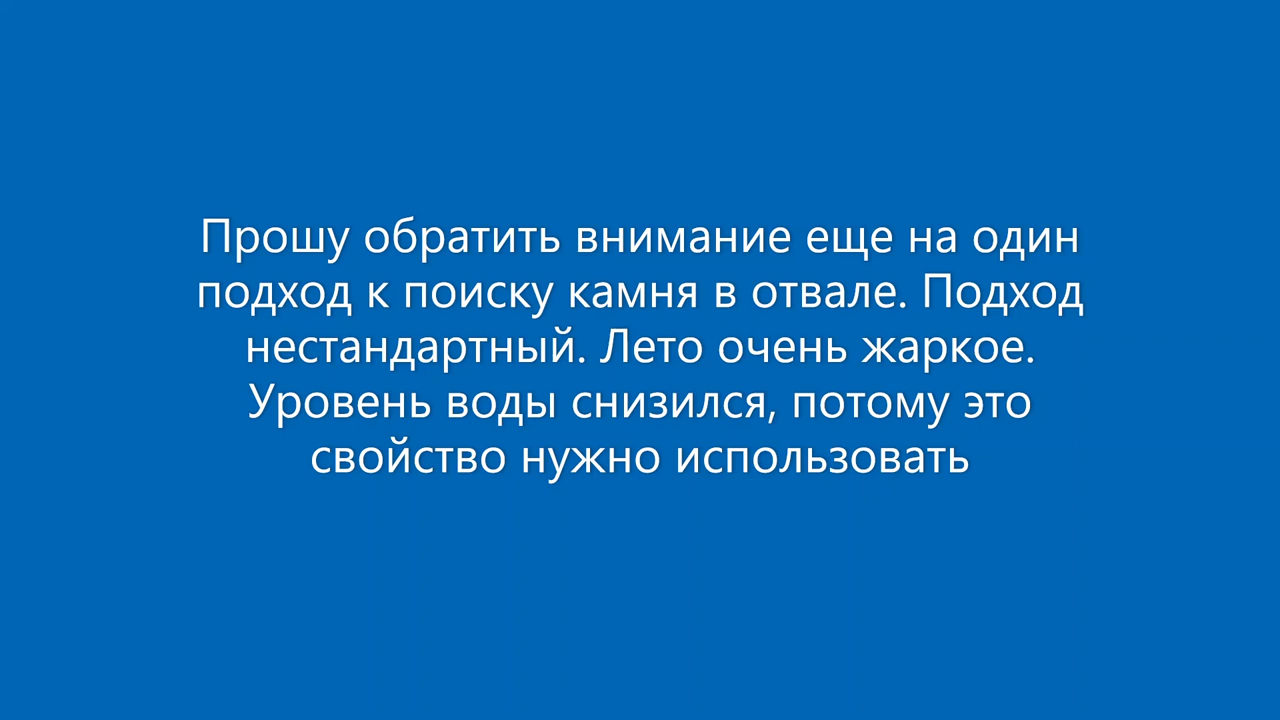 Прошу обратить внимание еще на один
подход к поиску камня в отвале. Подход
нестандартный. Лето очень жаркое.
Уровень воды снизился, потому это
свойство нужно использовать